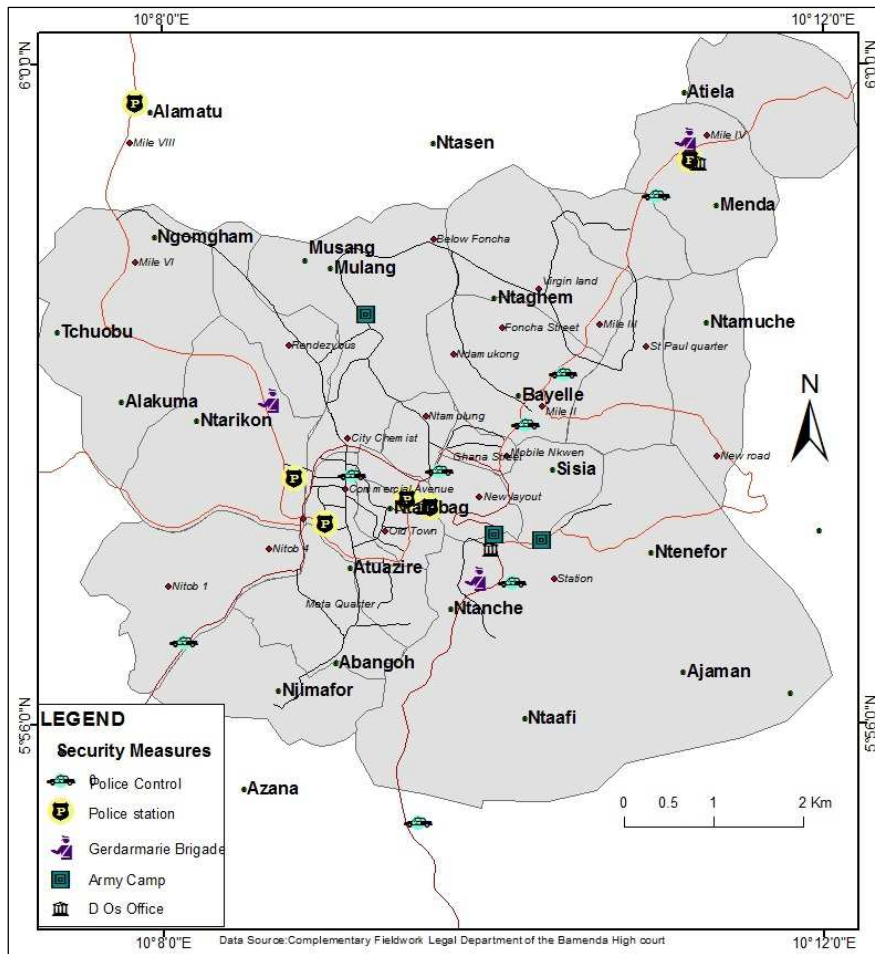 10°8'0"E
10°12'0"E
6°0'0"N
6°0'0"N
Atiela
P
Alamatu
Mile VIII
Ntasen
Mile IV
P
Menda
Ngomgham
Below Foncha
Musang
Mulang
Mile VI
Virgin land
Ntaghem
Tchuobu
Foncha Street
Mile III
Ntamuche
Rendezvous
St Paul quarter
Ndamukong
N
Alakuma
Bayelle
Mile II
Ntarikon
Ntamulung
City Chemist
Ghana Street
Mobile Nkwen
New road
Sisia
P
Commercial Avenue
P
New layout
P
Old Town
P
Nitob 4
Ntenefor
Atuazire
Station
Nitob 1
Meta Quarter
Ntanche
Abangoh
Ajaman
Njimafor
Ntaafi
5°56'0"N
5°56'0"N
LEGEND
Security Measures
Police Control
P
Police station
Gerdarmarie Brigade
Army Camp
D Os Office
Azana
0 0.5 1 2 Km
10°8'0"E
Data Source:Complementary Fieldwork Legal Department of the Bamenda High court
10°12'0"E